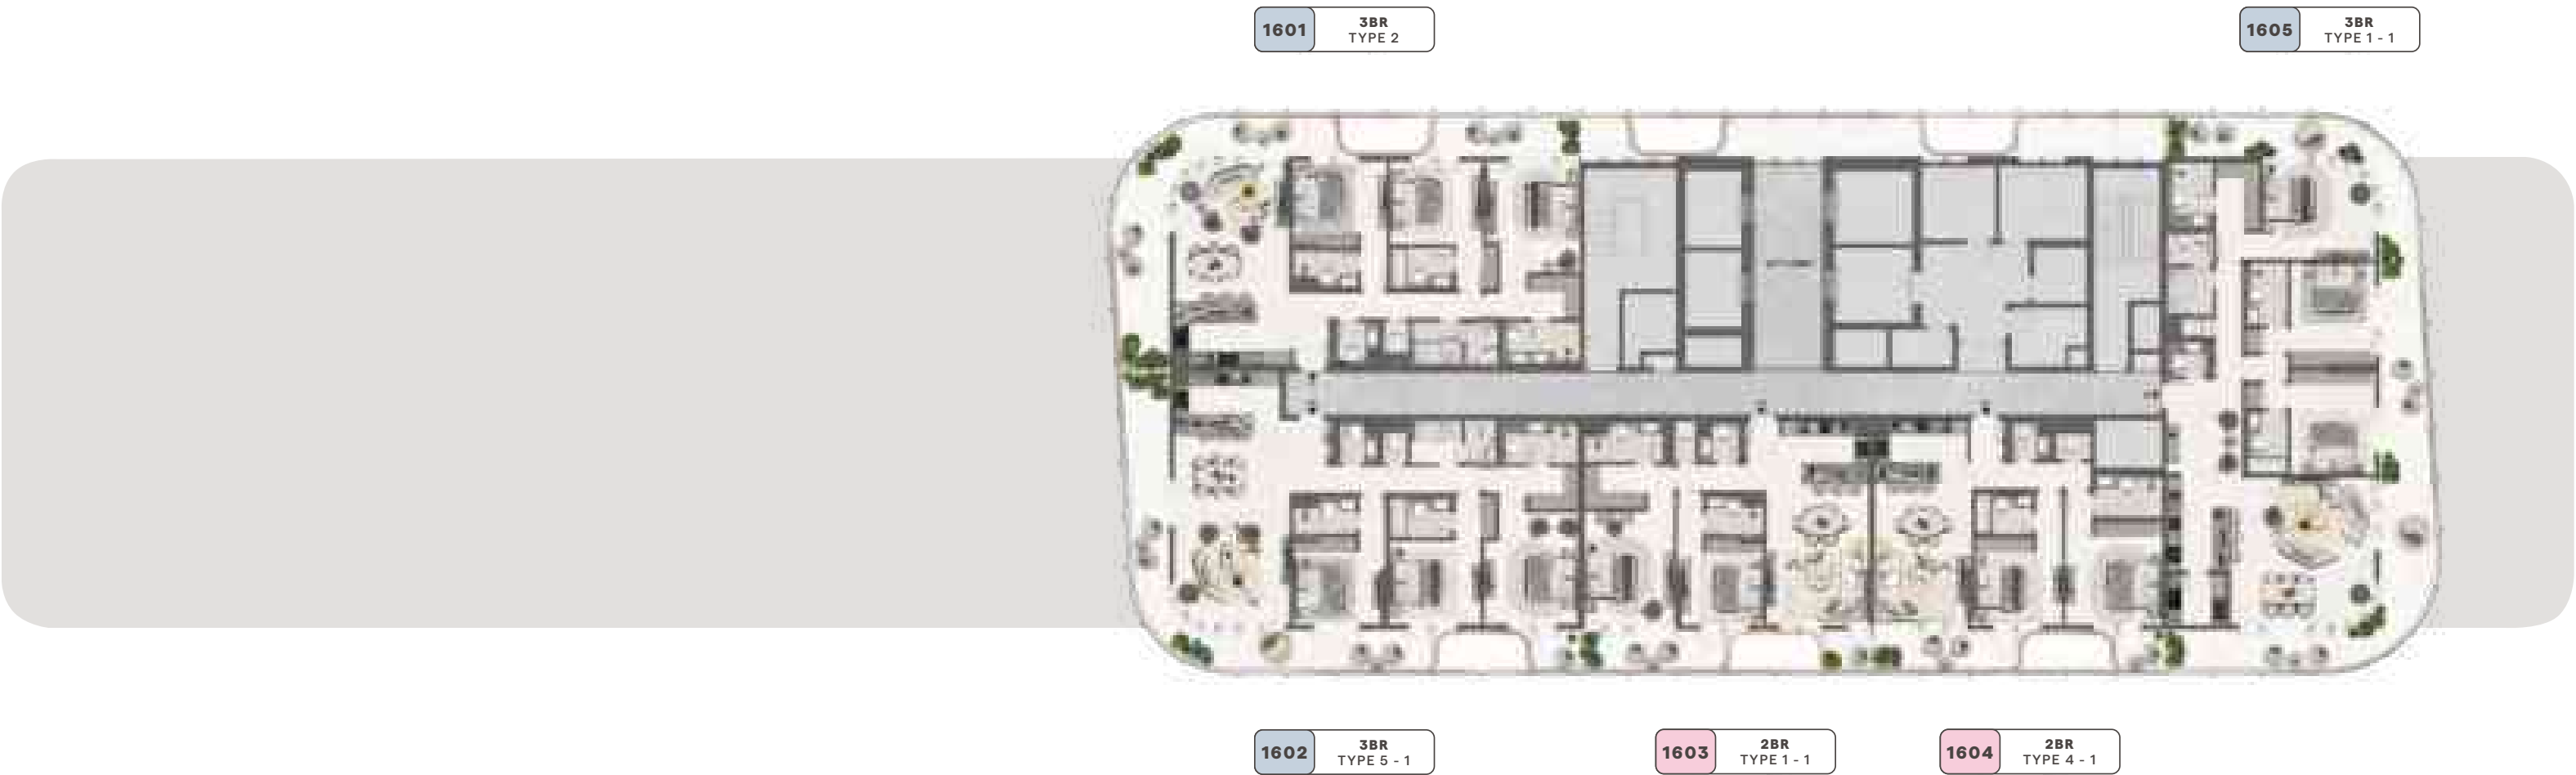 1601
3BR
TYPE 2
1605
3BR
TYPE 1 - 1
1602
3BR
TYPE 5 - 1
1603
2BR
TYPE 1 - 1
1604
2BR
TYPE 4 - 1